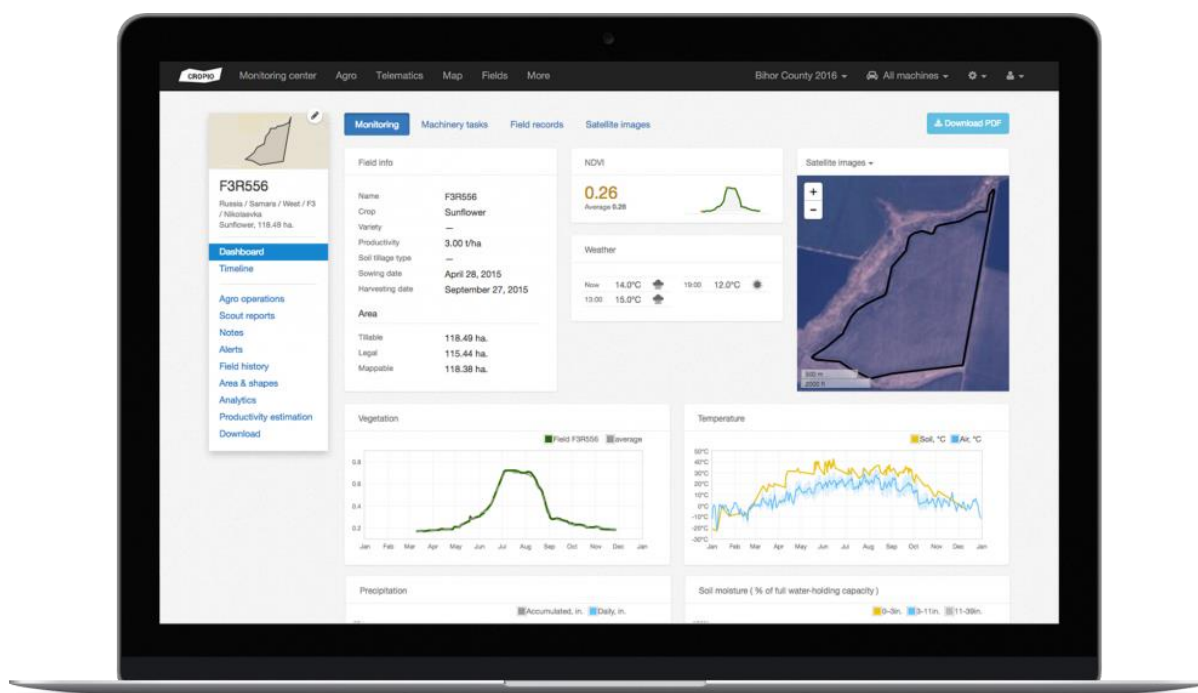 CROPIO Monitoring center Agro Telematics Map Fields More Bihor County 2016 All machines
F3R556
Russia / Samara / West / F3
/ Nikolaevka
Sunflower, 118.49 ha.
Dashboard
Timeline
Agro operations
Scout reports
Notes
Alerts
Field history
Area & shapes
Analytics
Productivity estimation
Download
Monitoring Machinery tasks Field records Satellite images Download PDF
Field info
Name F3R556
Crop Sunflower
Variety —
Productivity 3.00 t/ha
Soil tillage type —
Sowing date April 28, 2015
Harvesting date September 27, 2015
Area
Tillable 118.49 ha.
Legal 115.44 ha.
Mappable 118.38 ha.
NDVI
0.26
Average 0.26
Weather
Now 14.0°C 19:00 12.0°C
13:00 15.0°C
Satellite images
+
−
500 m
2000 ft
Vegetation
Field F3R556 average
0.8
0.6
0.4
0.2
Jan Feb Mar Apr May Jun Jul Aug Sep Oct Nov Dec Jan
Temperature
Soil, °C Air, °C
50°C
40°C
30°C
20°C
10°C
0°C
-10°C
-20°C
-30°C
Jan Feb Mar Apr May Jun Jul Aug Sep Oct Nov Dec Jan
Precipitation
Accumulated, in. Daily, in.
Soil moisture ( % of full water-holding capacity )
0-3in. 3-11in. 11-39in.